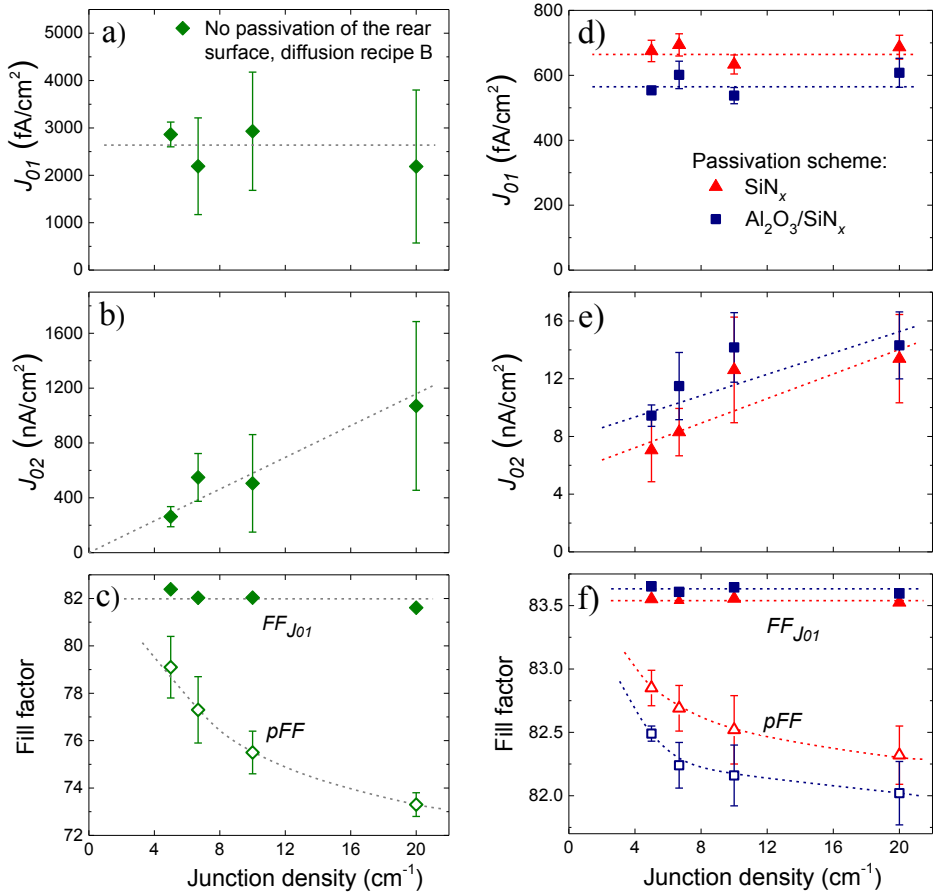 a)
No passivation of the rear
surface, diffusion recipe B
J01 (fA/cm2)
5000
4000
3000
2000
1000
0
b)
J02 (nA/cm2)
1600
1200
800
400
0
c)
FFJ01
pFF
Fill factor
82
80
78
76
74
72
0 4 8 12 16 20
Junction density (cm-1)
d)
J01 (fA/cm2)
800
600
400
200
0
Passivation scheme:
SiNx
Al2O3/SiNx
e)
J02 (nA/cm2)
16
12
8
4
0
f)
FFJ01
pFF
Fill factor
83.5
83.0
82.5
82.0
0 4 8 12 16 20
Junction density (cm-1)